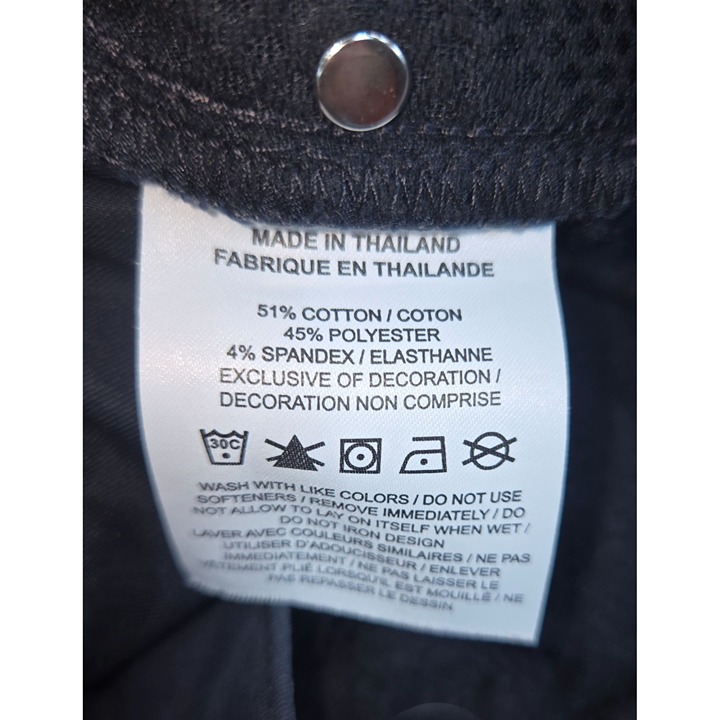 MADE IN THAILAND
FABRIQUE EN THAILANDE
51% COTTON / COTON
45% POLYESTER
4% SPANDEX / ELASTHANNE
EXCLUSIVE OF DECORATION /
DECORATION NON COMPRISE
30C
WASH WITH LIKE COLORS / DO NOT USE
SOFTENERS / REMOVE IMMEDIATELY / DO
NOT ALLOW TO LAY ON ITSELF WHEN WET /
DO NOT IRON DESIGN
LAVER AVEC COULEURS SIMILAIRES / NE PAS
UTILISER D'ADOUCISSEUR / ENLEVER
IMMEDIATEMENT / NE PAS LAISSER LE
VÊTEMENT PLIÉ LORSQU'IL EST MOUILLÉ / NE
PAS REPASSER LE DESSIN